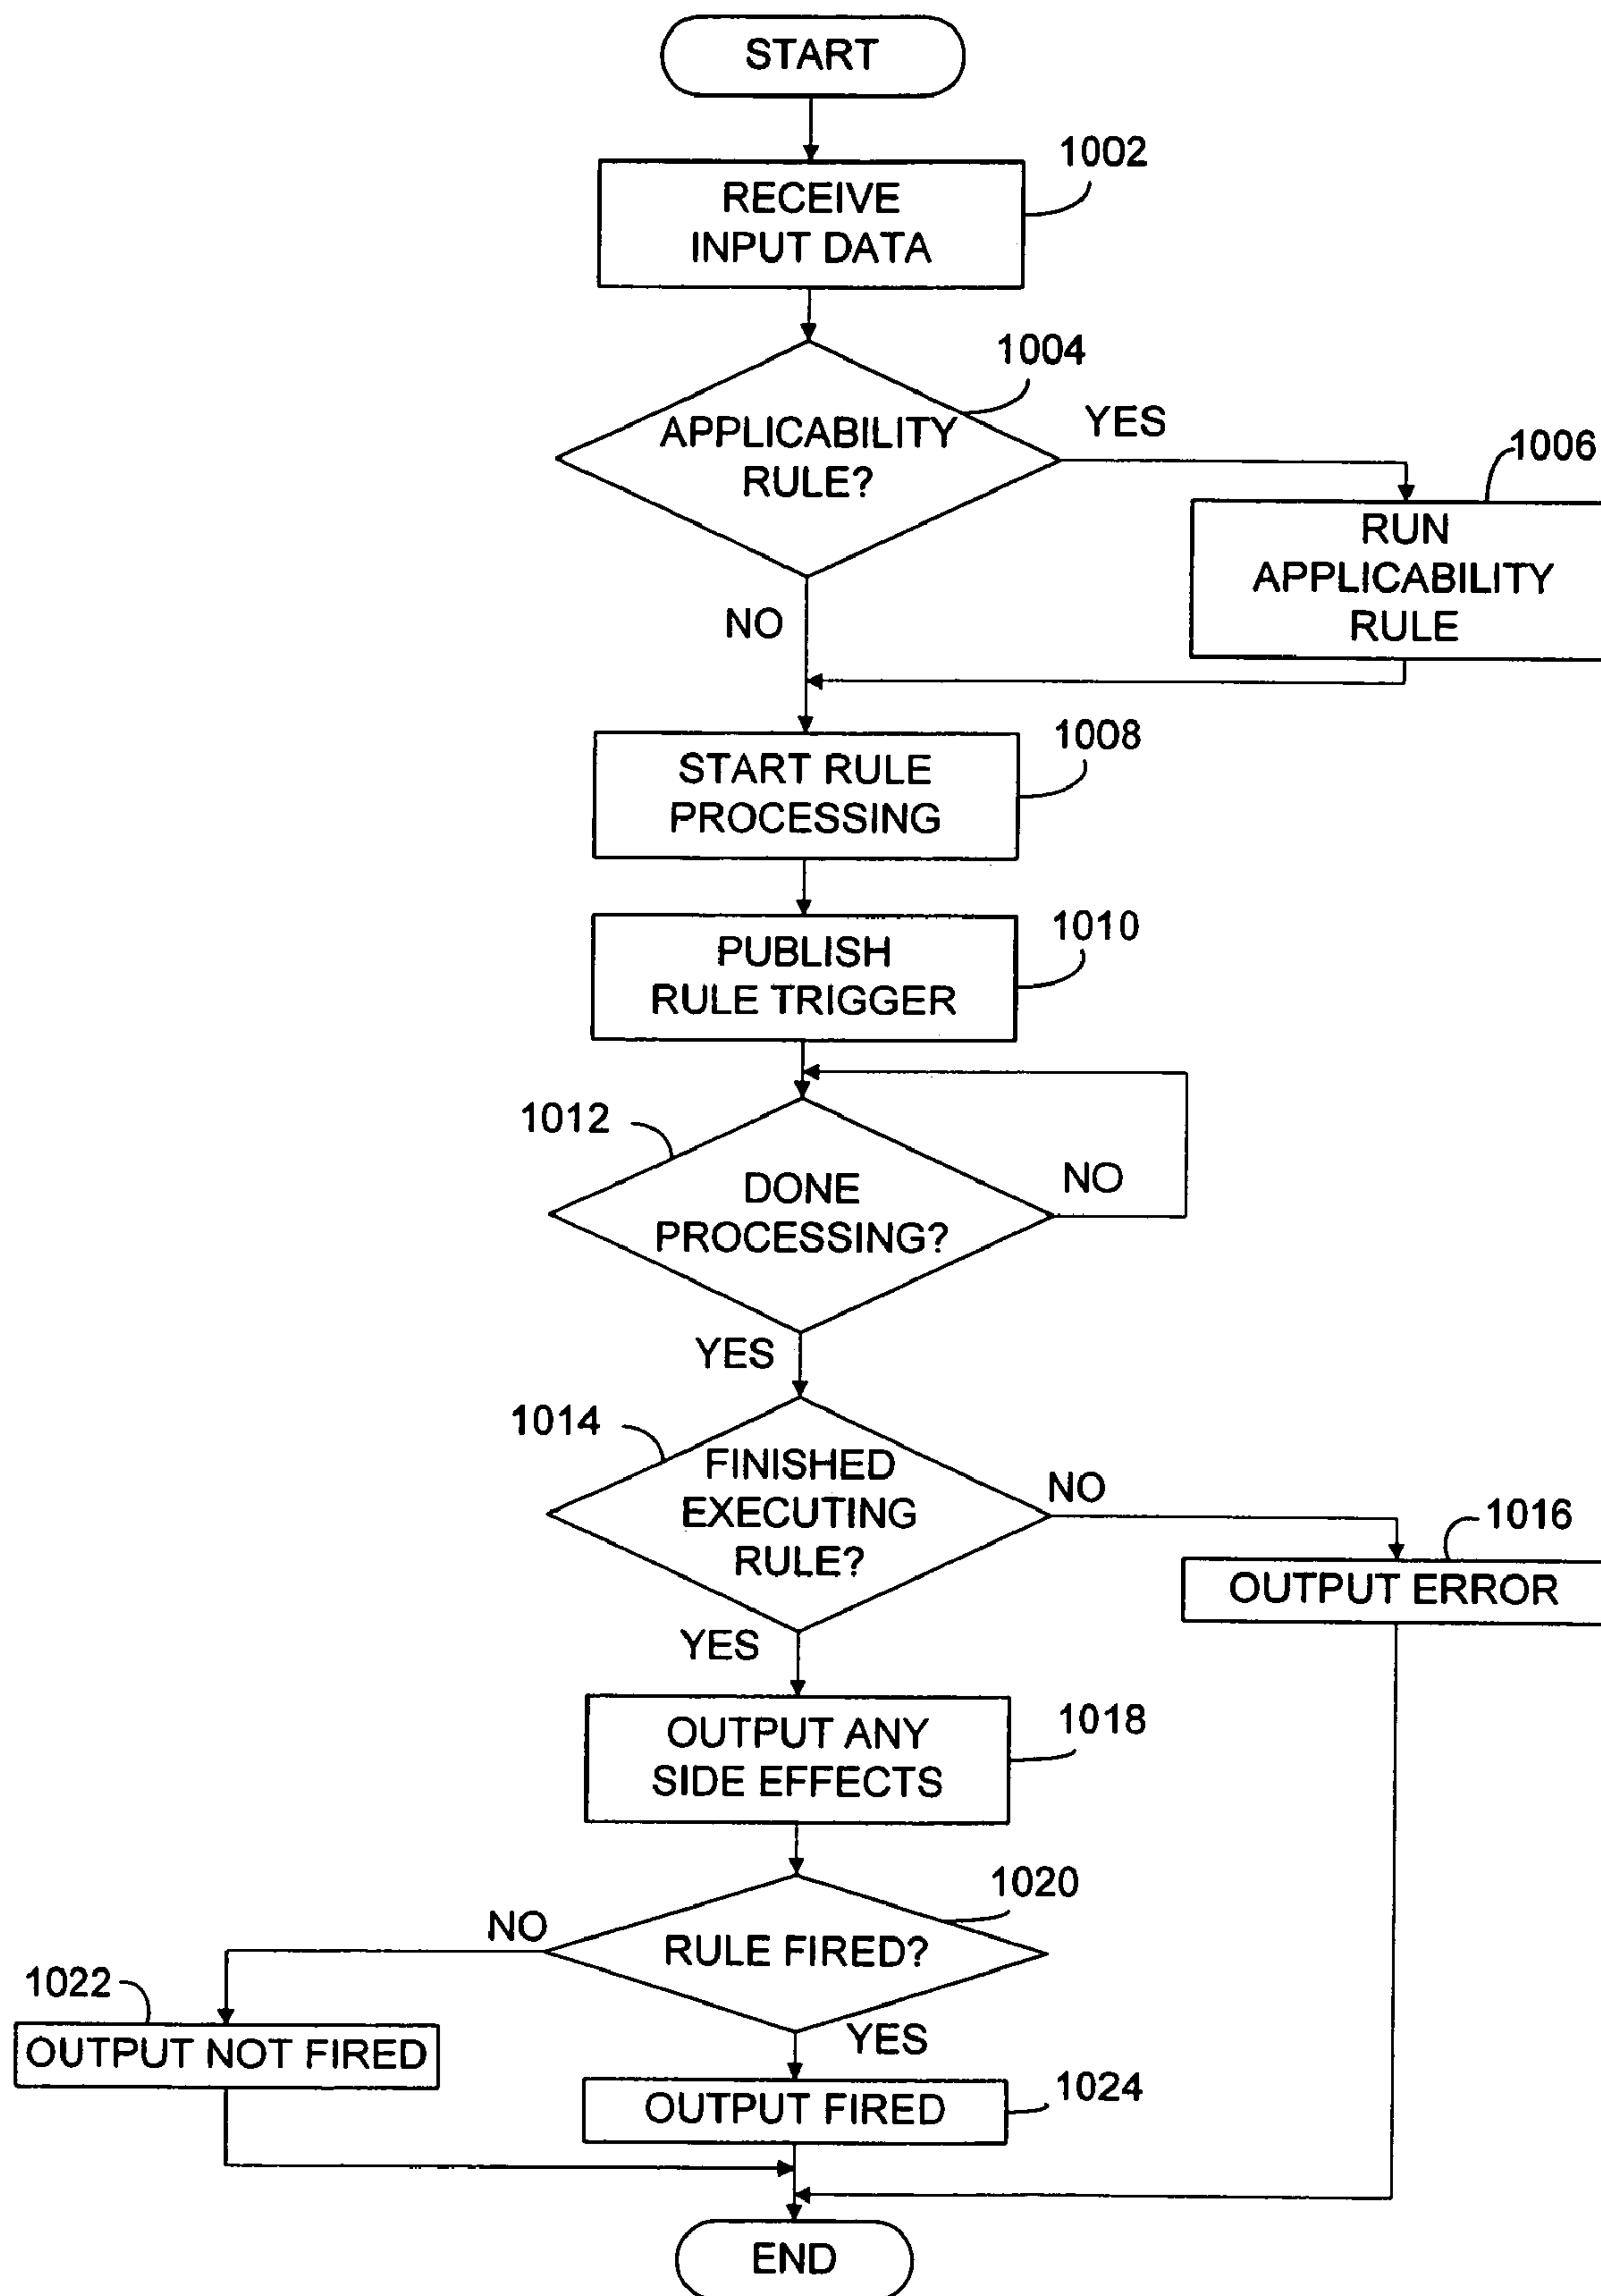 START
1002
RECEIVE
INPUT DATA
1004
APPLICABILITY
RULE?
YES
1006
RUN
APPLICABILITY
RULE
NO
1008
START RULE
PROCESSING
1010
PUBLISH
RULE TRIGGER
1012
DONE
PROCESSING?
NO
YES
1014
FINISHED
EXECUTING
RULE?
NO
1016
OUTPUT ERROR
YES
1018
OUTPUT ANY
SIDE EFFECTS
1020
RULE FIRED?
NO
1022
OUTPUT NOT FIRED
YES
1024
OUTPUT FIRED
END